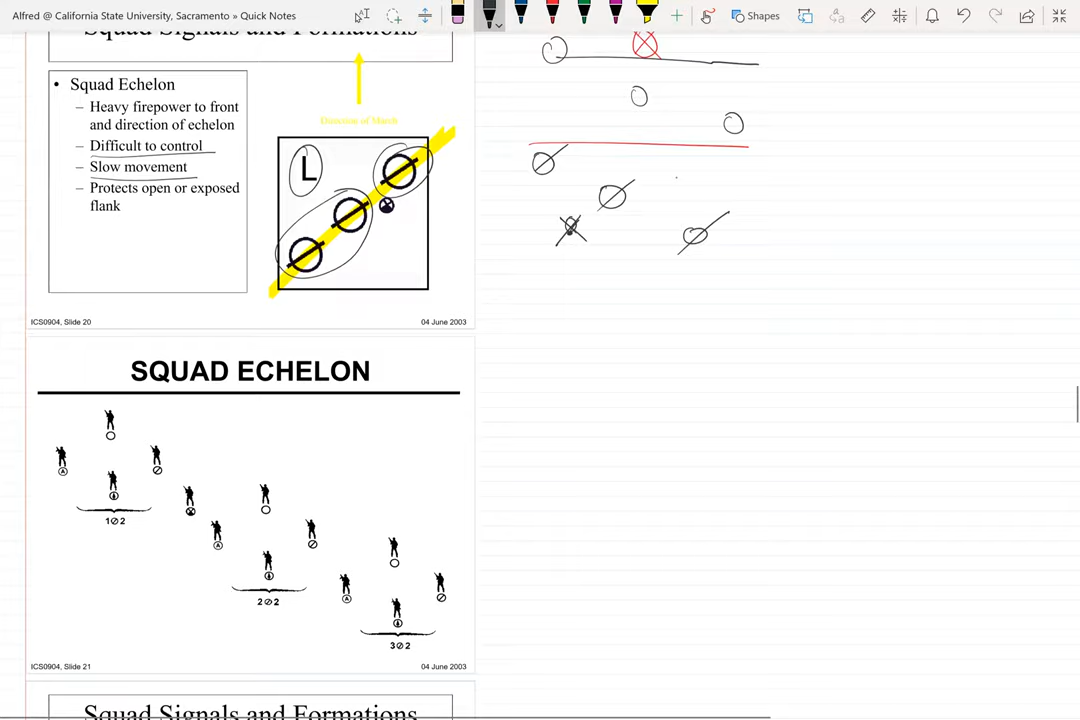 Alfred @ California State University, Sacramento » Quick Notes
Shapes
Squad Signals and Formations
• Squad Echelon
– Heavy firepower to front
and direction of echelon
– Difficult to control
– Slow movement
– Protects open or exposed
flank
Direction of March
L
ICS0904, Slide 20
04 June 2003
SQUAD ECHELON
A
A
A
1⊘2
2⊘2
3⊘2
ICS0904, Slide 21
04 June 2003
Squad Signals and Formations